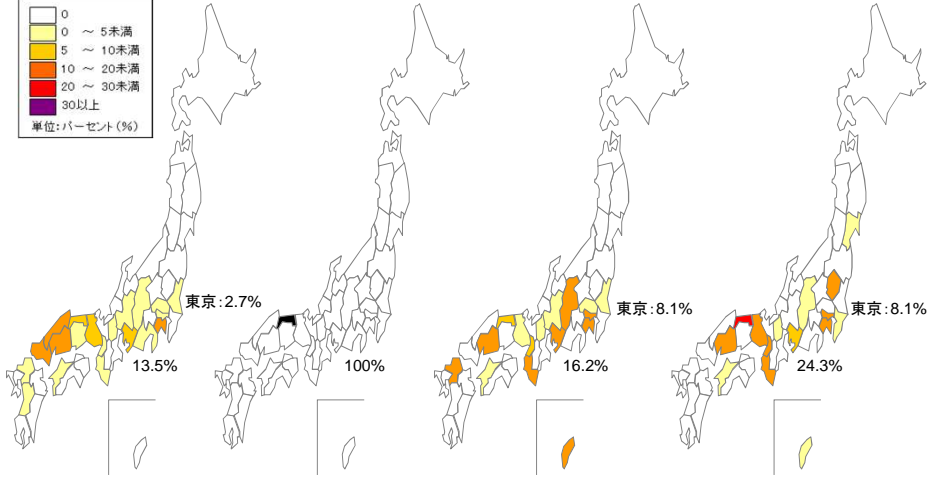 0
0 ～ 5未満
5 ～ 10未満
10 ～ 20未満
20 ～ 30未満
30以上
単位:パーセント(%)
東京:2.7%
13.5%
100%
東京:8.1%
16.2%
東京:8.1%
24.3%